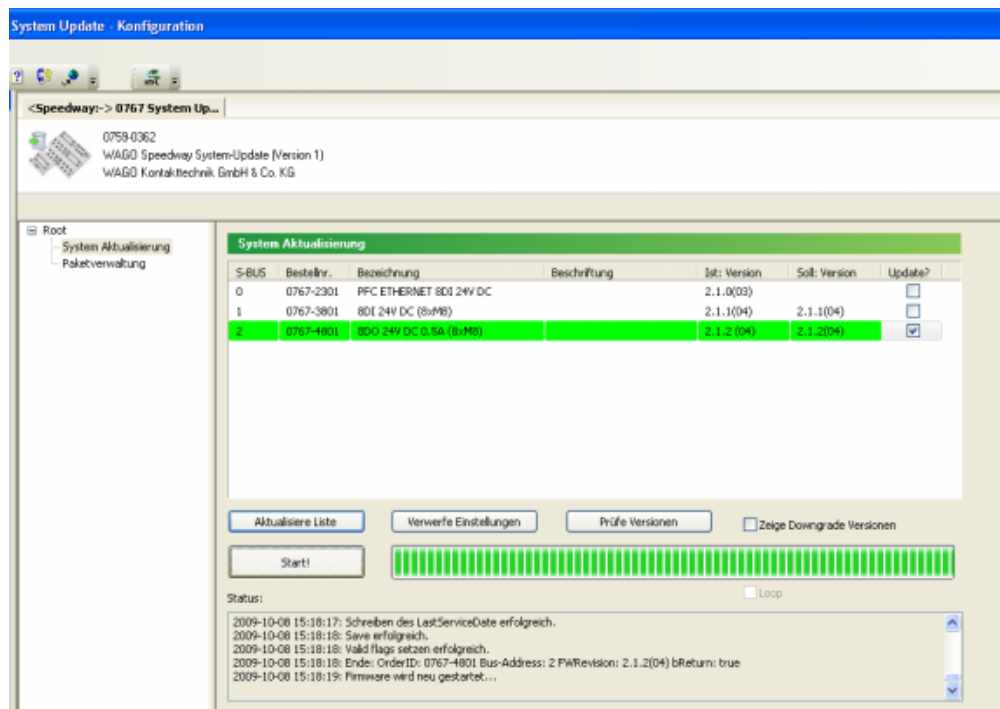 System Update - Konfiguration
<Speedway:-> 0767 System Up...
0759-0362
WAGO Speedway System-Update (Version 1)
WAGO Kontakttechnik GmbH & Co. KG
Root
System Aktualisierung
Paketverwaltung
System Aktualisierung
S-BUS Bestellnr. Bezeichnung Beschriftung Ist: Version Soll: Version Update?
0 0767-2301 PFC ETHERNET 8DI 24V DC 2.1.0(03)
1 0767-3801 8DI 24V DC (8xM8) 2.1.1(04) 2.1.1(04)
2 0767-4801 8DO 24V DC 0.5A (8xM8) 2.1.2 (04) 2.1.2(04)
Aktualisiere Liste Verwerfe Einstellungen Prüfe Versionen Zeige Downgrade Versionen
Start!
Loop
Status:
2009-10-08 15:18:17: Schreiben des LastServiceDate erfolgreich.
2009-10-08 15:18:18: Save erfolgreich.
2009-10-08 15:18:18: Valid flags setzen erfolgreich.
2009-10-08 15:18:18: Ende: OrderID: 0767-4801 Bus-Address: 2 FWRevision: 2.1.2(04) bReturn: true
2009-10-08 15:18:19: Firmware wird neu gestartet...